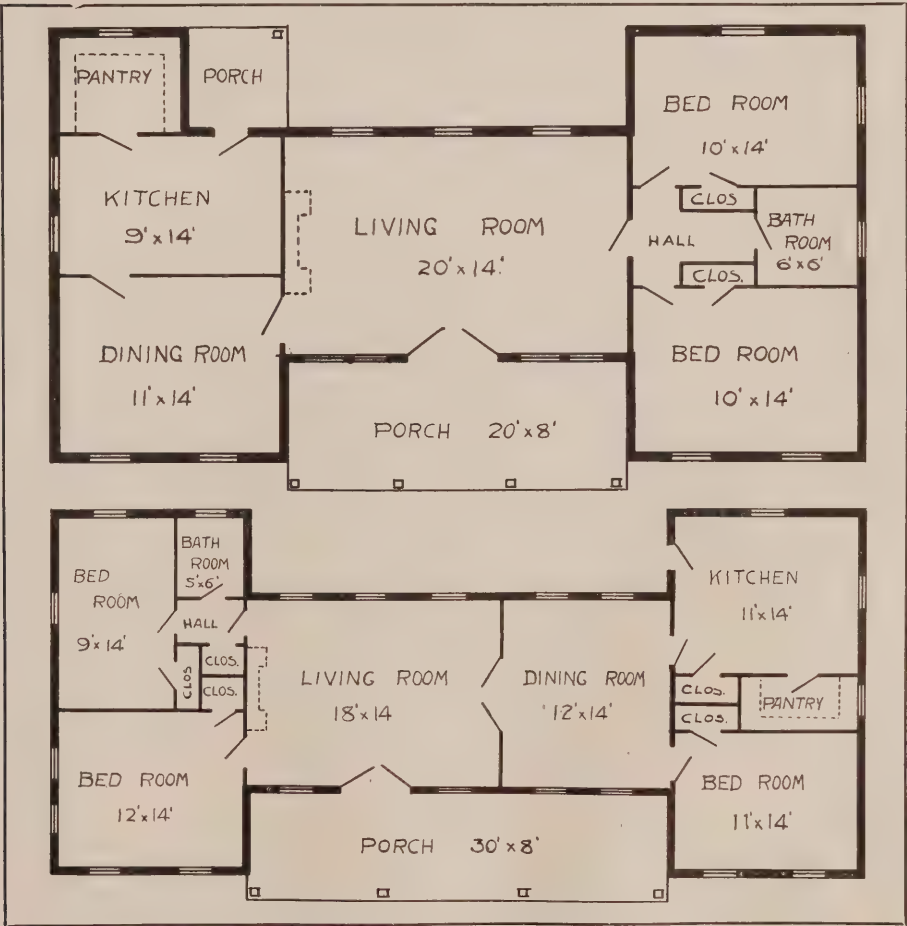 PANTRY
PORCH
BED ROOM
10'x14'
KITCHEN
9'x14'
LIVING ROOM
20'x14'
CLOS
HALL
BATH
ROOM
6'x6'
CLOS.
DINING ROOM
11'x14'
BED ROOM
10'x14'
PORCH 20'x8'
BED
ROOM
9'x14'
BATH
ROOM
5'x6'
HALL
CLOS
CLOS.
CLOS.
LIVING ROOM
18'x14
DINING ROOM
12'x14'
KITCHEN
11'x14'
CLOS.
CLOS.
PANTRY
BED ROOM
12'x14'
BED ROOM
11'x14'
PORCH 30'x8'